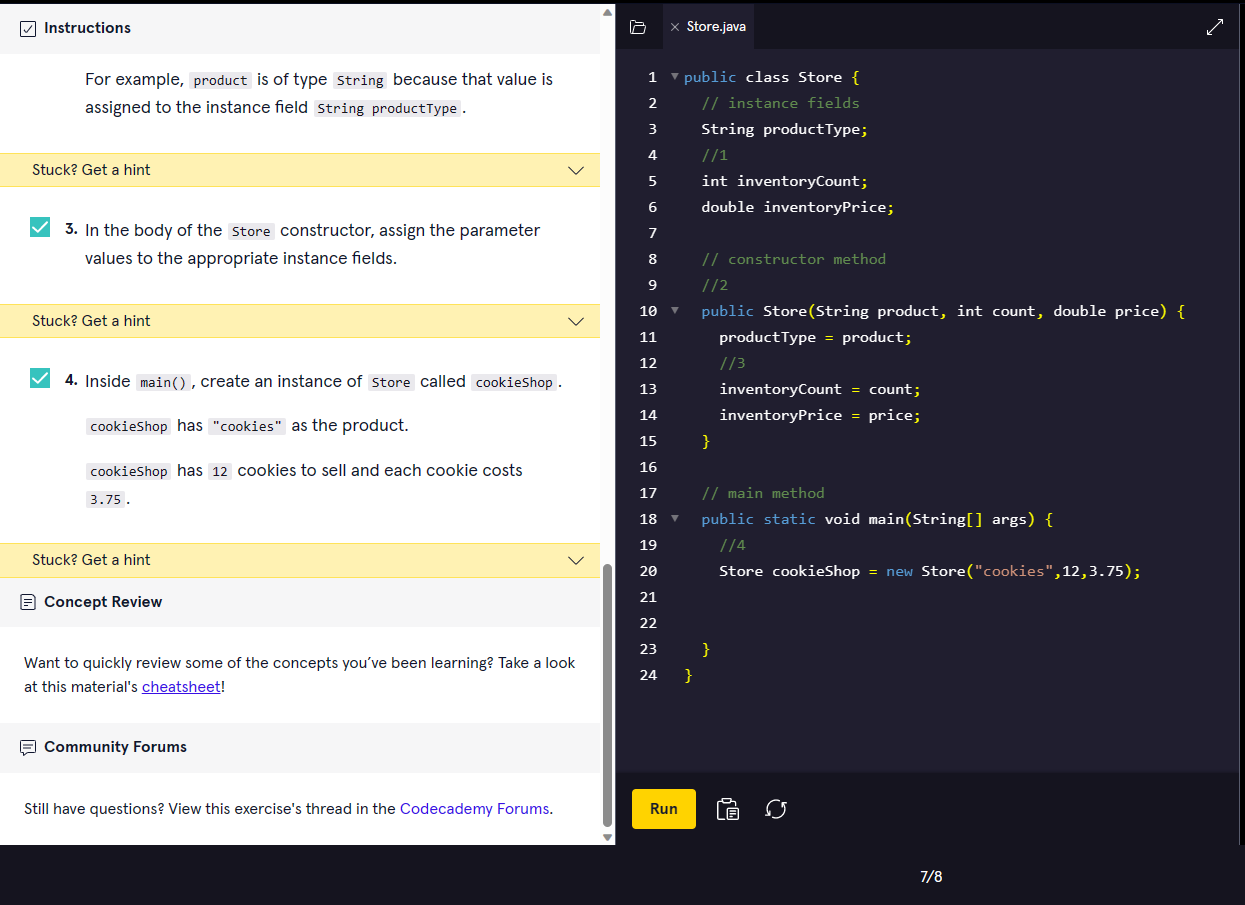 Instructions
For example, product is of type String because that value is
assigned to the instance field String productType.
Stuck? Get a hint
3. In the body of the Store constructor, assign the parameter
values to the appropriate instance fields.
Stuck? Get a hint
4. Inside main(), create an instance of Store called cookieShop.
cookieShop has "cookies" as the product.
cookieShop has 12 cookies to sell and each cookie costs
3.75.
Stuck? Get a hint
Concept Review
Want to quickly review some of the concepts you've been learning? Take a look
at this material's cheatsheet!
Community Forums
Still have questions? View this exercise's thread in the Codecademy Forums.
Store.java
1 public class Store {
2 // instance fields
3 String productType;
4 //1
5 int inventoryCount;
6 double inventoryPrice;
7
8 // constructor method
9 //2
10 public Store(String product, int count, double price) {
11 productType = product;
12 //3
13 inventoryCount = count;
14 inventoryPrice = price;
15 }
16
17 // main method
18 public static void main(String[] args) {
19 //4
20 Store cookieShop = new Store("cookies",12,3.75);
21
22
23 }
24 }
Run
7/8